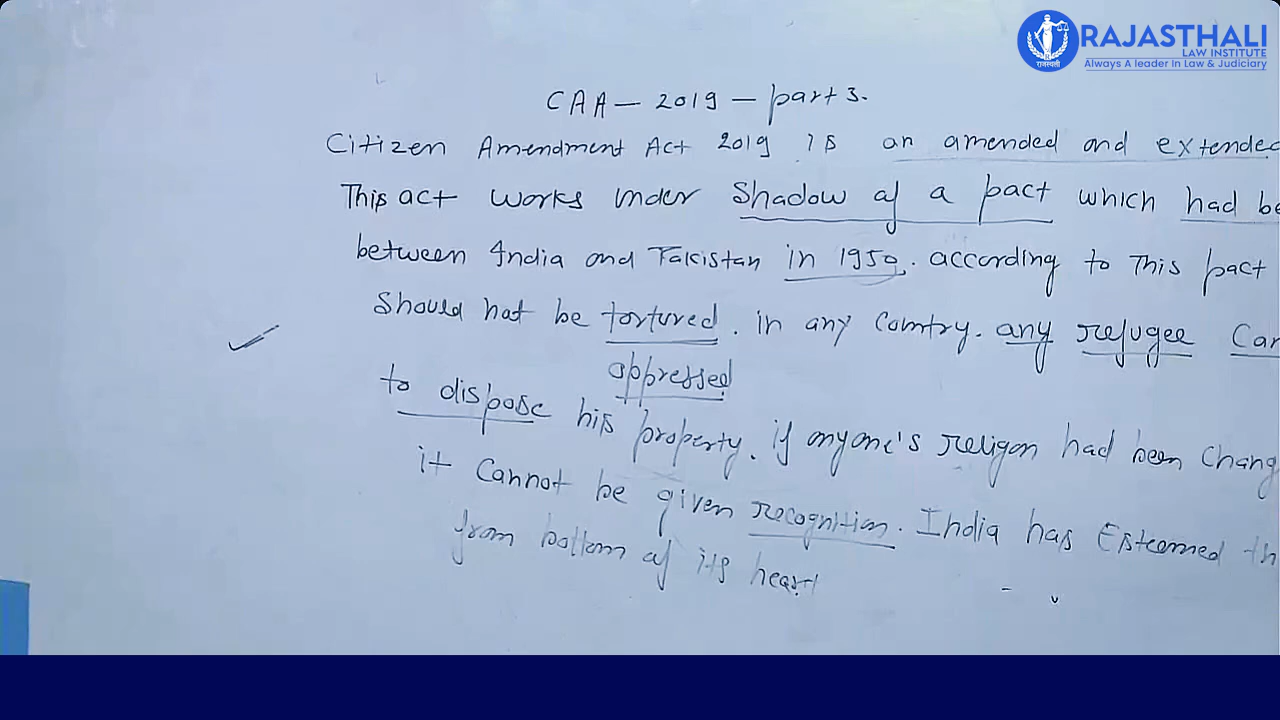 RAJASTHALI
LAW INSTITUTE
राजस्थली
Always A leader In Law & Judiciary
CAA - 2019 - part 3.
Citizen Amendment Act 2019 is an amended and extended
This act works under Shadow of a pact which had be
between India and Pakistan in 1950. according to This pact
Should not be tortured. in any Country. any refugee Can
oppressed
to dispose his property. if anyone's religon had been Chang
it Cannot be given recognition. India has Esteemed th
from bottom of its heart